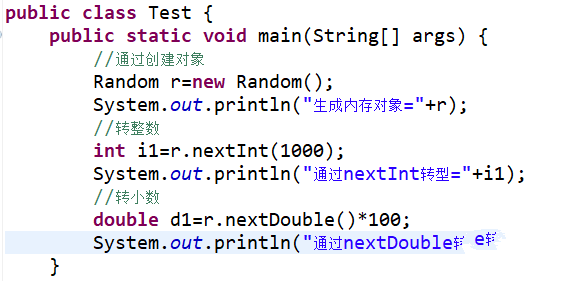 public class Test {
public static void main(String[] args) {
//通过创建对象
Random r=new Random();
System.out.println("生成内存对象="+r);
//转整数
int i1=r.nextInt(1000);
System.out.println("通过nextInt转型="+i1);
//转小数
double d1=r.nextDouble()*100;
System.out.println("通过nextDouble
}